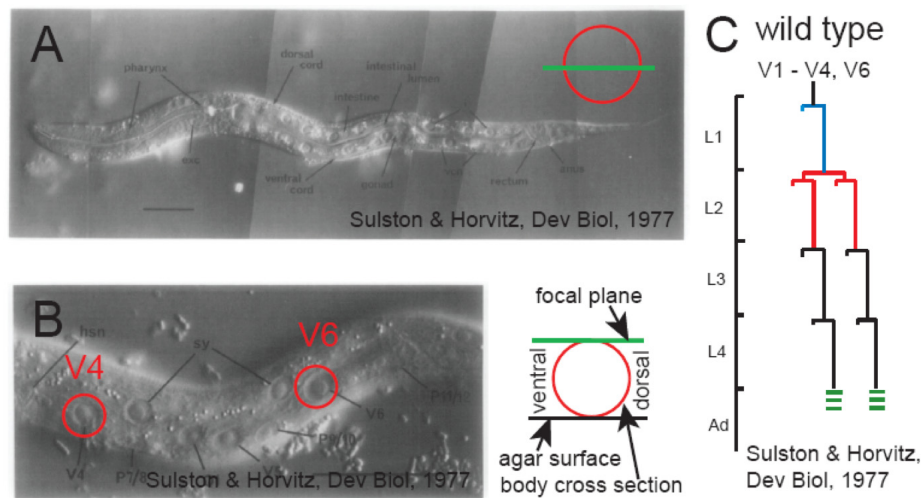 A
pharynx
dorsal
cord
intestinal
lumen
intestine
exc
ventral
cord
gonad
rectum
anus
Sulston & Horvitz, Dev Biol, 1977
B
hsn
V4
sy
V6
V4
P7/8
V6
P9/10
P11/12
Sulston & Horvitz, Dev Biol, 1977
focal plane
ventral
dorsal
agar surface
body cross section
C wild type
V1 - V4, V6
L1
L2
L3
L4
Ad
Sulston & Horvitz,
Dev Biol, 1977